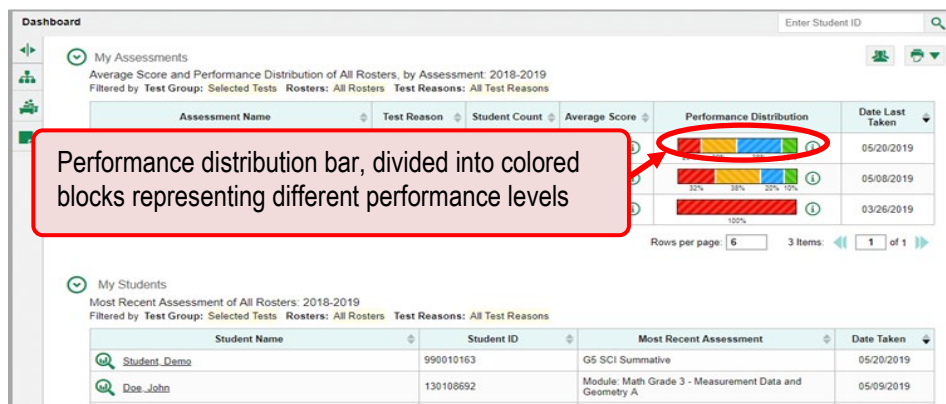 Dashboard
Enter Student ID
My Assessments
Average Score and Performance Distribution of All Rosters, by Assessment: 2018-2019
Filtered by Test Group: Selected Tests Rosters: All Rosters Test Reasons: All Test Reasons
Assessment Name Test Reason Student Count Average Score Performance Distribution Date Last Taken
05/20/2019
Performance distribution bar, divided into colored
blocks representing different performance levels
32% 38% 20% 10% 05/08/2019
100% 03/26/2019
Rows per page: 6 3 Items: 1 of 1
My Students
Most Recent Assessment of All Rosters: 2018-2019
Filtered by Test Group: Selected Tests Rosters: All Rosters Test Reasons: All Test Reasons
Student Name Student ID Most Recent Assessment Date Taken
Student, Demo 990010163 G5 SCI Summative 05/20/2019
Doe, John 130108692 Module: Math Grade 3 - Measurement Data and Geometry A 05/09/2019